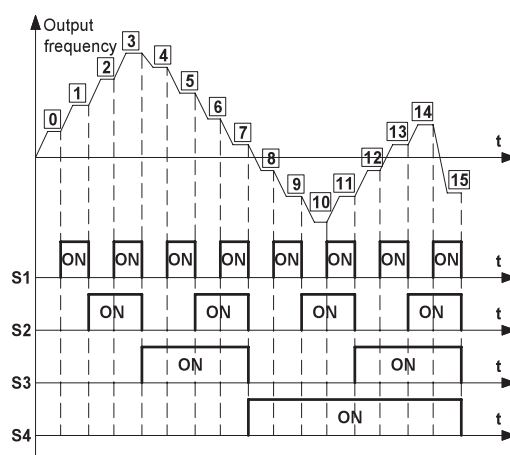 Output
frequency
0
1
2
3
4
5
6
7
8
9
10
11
12
13
14
15
t
S1 ON ON ON ON ON ON ON ON t
S2 ON ON ON ON t
S3 ON ON t
S4 ON t